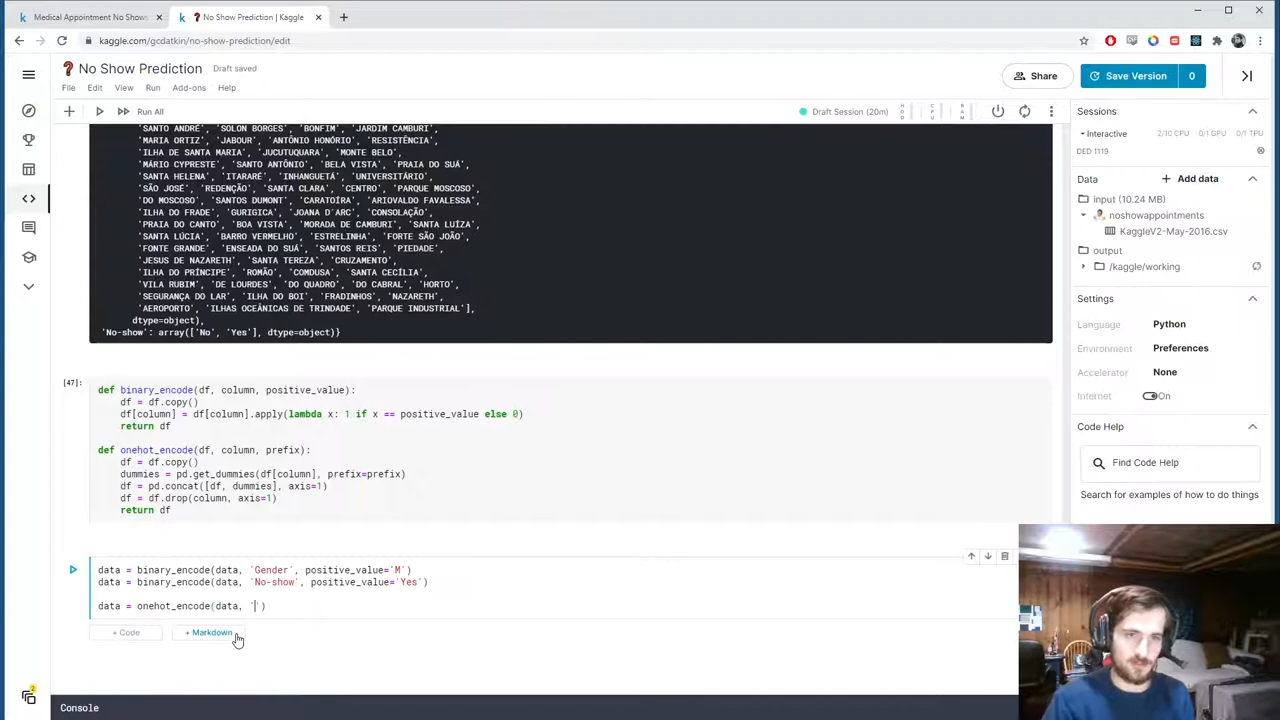 Medical Appointment No Shows
No Show Prediction | Kaggle
kaggle.com/gcdatkin/no-show-prediction/edit
No Show Prediction
Draft saved
Share
Save Version
0
File
Edit
View
Run
Add-ons
Help
Run All
Draft Session (20m)
'SANTO ANDRÉ', 'SOLON BORGES', 'BONFIM', 'JARDIM CAMBURI',
'MARIA ORTIZ', 'JABOUR', 'ANTÔNIO HONÓRIO', 'RESISTÊNCIA',
'ILHA DE SANTA MARIA', 'JUCUTUQUARA', 'MONTE BELO',
'MÁRIO CYPRESTE', 'SANTO ANTÔNIO', 'BELA VISTA', 'PRAIA DO SUÁ',
'SANTA HELENA', 'ITARARÉ', 'INHANGUETÁ', 'UNIVERSITÁRIO',
'SÃO JOSÉ', 'REDENÇÃO', 'SANTA CLARA', 'CENTRO', 'PARQUE MOSCOSO',
'DO MOSCOSO', 'SANTOS DUMONT', 'CARATOÍRA', 'ARIOVALDO FAVALESSA',
'ILHA DO FRADE', 'GURIGICA', 'JOANA D´ARC', 'CONSOLAÇÃO',
'PRAIA DO CANTO', 'BOA VISTA', 'MORADA DE CAMBURI', 'SANTA LUÍZA',
'SANTA LÚCIA', 'BARRO VERMELHO', 'ESTRELINHA', 'FORTE SÃO JOÃO',
'FONTE GRANDE', 'ENSEADA DO SUÁ', 'SANTOS REIS', 'PIEDADE',
'JESUS DE NAZARETH', 'SANTA TEREZA', 'CRUZAMENTO',
'ILHA DO PRÍNCIPE', 'ROMÃO', 'COMDUSA', 'SANTA CECÍLIA',
'VILA RUBIM', 'DE LOURDES', 'DO QUADRO', 'DO CABRAL', 'HORTO',
'SEGURANÇA DO LAR', 'ILHA DO BOI', 'FRADINHOS', 'NAZARETH',
'AEROPORTO', 'ILHAS OCEÂNICAS DE TRINDADE', 'PARQUE INDUSTRIAL'],
dtype=object),
'No-show': array(['No', 'Yes'], dtype=object)}
[47]:
def binary_encode(df, column, positive_value):
df = df.copy()
df[column] = df[column].apply(lambda x: 1 if x == positive_value else 0)
return df
def onehot_encode(df, column, prefix):
df = df.copy()
dummies = pd.get_dummies(df[column], prefix=prefix)
df = pd.concat([df, dummies], axis=1)
df = df.drop(column, axis=1)
return df
data = binary_encode(data, 'Gender', positive_value='M')
data = binary_encode(data, 'No-show', positive_value='Yes')
data = onehot_encode(data, '')
+ Code
+ Markdown
Console
Sessions
Interactive
2/10 CPU
0/1 GPU
0/1 TPU
DED 1119
Data
+ Add data
input (10.24 MB)
noshowappointments
KaggleV2-May-2016.csv
output
/kaggle/working
Settings
Language
Python
Environment
Preferences
Accelerator
None
Internet
On
Code Help
Find Code Help
Search for examples of how to do things